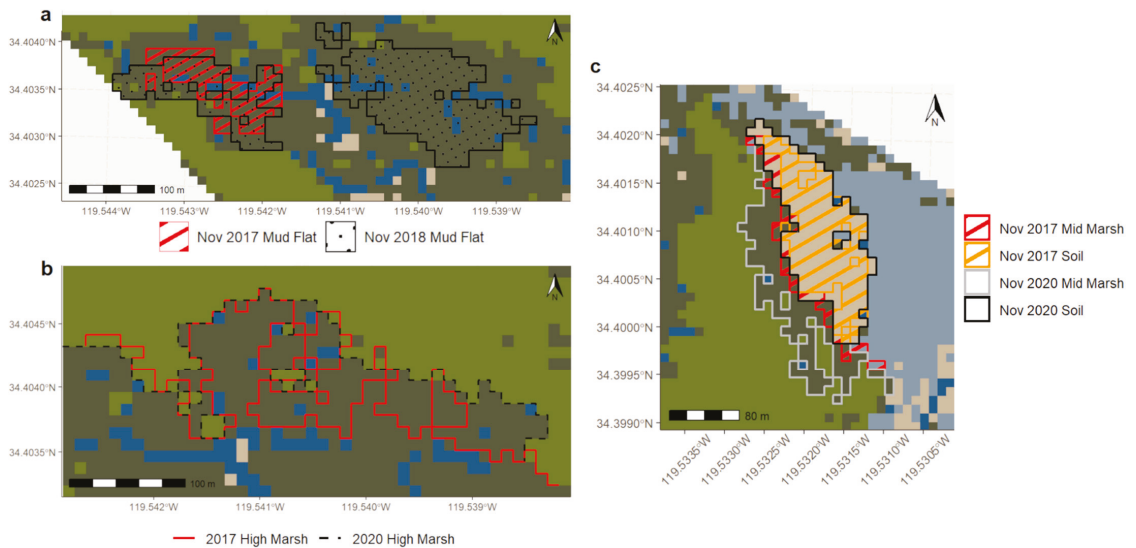 a
34.4040°N
34.4035°N
34.4030°N
34.4025°N
N
100 m
119.544°W
119.543°W
119.542°W
119.541°W
119.540°W
119.539°W
Nov 2017 Mud Flat
Nov 2018 Mud Flat
b
34.4045°N
34.4040°N
34.4035°N
N
100 m
119.542°W
119.541°W
119.540°W
119.539°W
2017 High Marsh
2020 High Marsh
c
34.4025°N
34.4020°N
34.4015°N
34.4010°N
34.4005°N
34.4000°N
34.3995°N
34.3990°N
N
80 m
119.5335°W
119.5330°W
119.5325°W
119.5320°W
119.5315°W
119.5310°W
119.5305°W
Nov 2017 Mid Marsh
Nov 2017 Soil
Nov 2020 Mid Marsh
Nov 2020 Soil